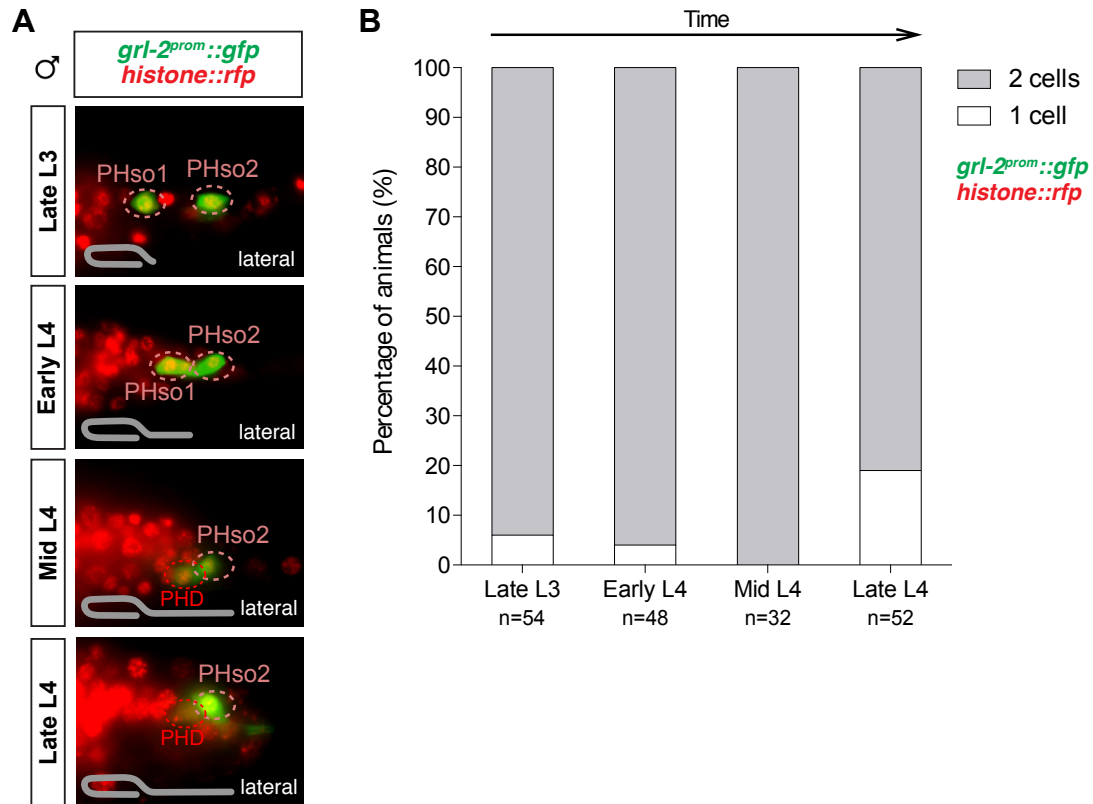 A
♂
grl-2prom::gfp
histone::rfp
Late L3
PHso1
PHso2
lateral
Early L4
PHso2
PHso1
lateral
Mid L4
PHso2
PHD
lateral
Late L4
PHso2
PHD
lateral
B
Time
Percentage of animals (%)
100
90
80
70
60
50
40
30
20
10
0
Late L3
n=54
Early L4
n=48
Mid L4
n=32
Late L4
n=52
2 cells
1 cell
grl-2prom::gfp
histone::rfp